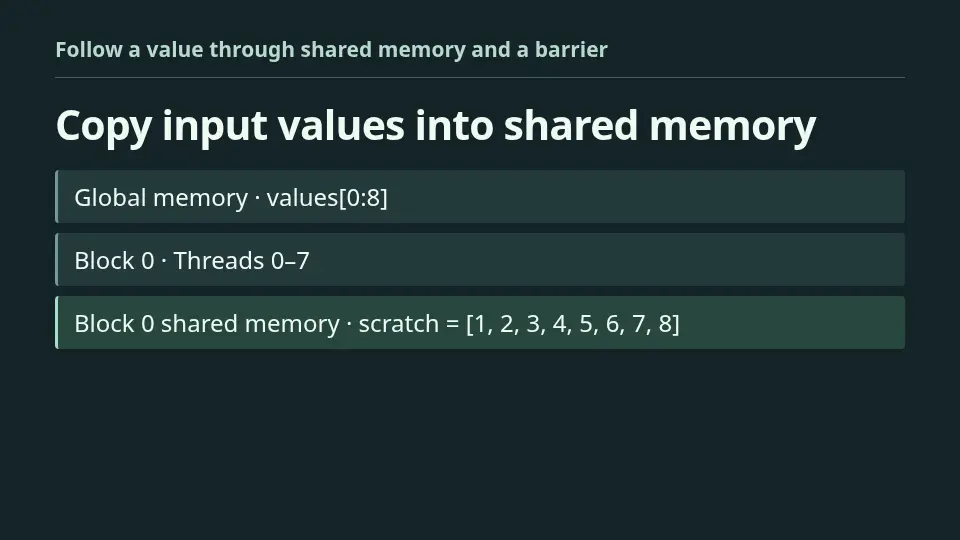 Follow a value through shared memory and a barrier
Copy input values into shared memory
Global memory · values[0:8]
Block 0 · Threads 0–7
Block 0 shared memory · scratch = [1, 2, 3, 4, 5, 6, 7, 8]